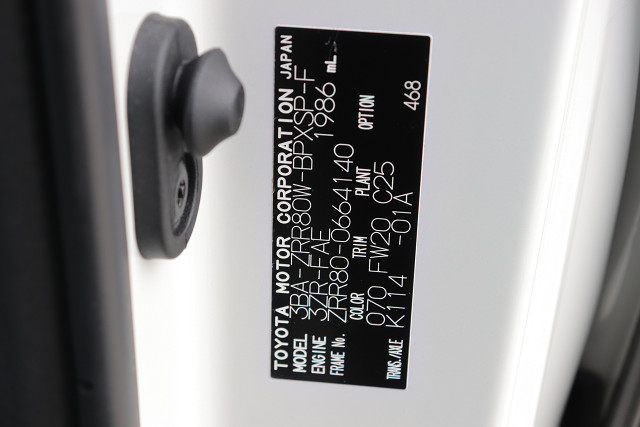 TOYOTA MOTOR CORPORATION JAPAN
MODEL 3BA-ZRR80W-BPXSP-F
ENGINE 3ZR-FAE 1986 mL
FRAME No. ZRR80-0664140
COLOR TRIM PLANT OPTION
070 FW20 C25
TRANS./AXLE K114 -01A 468